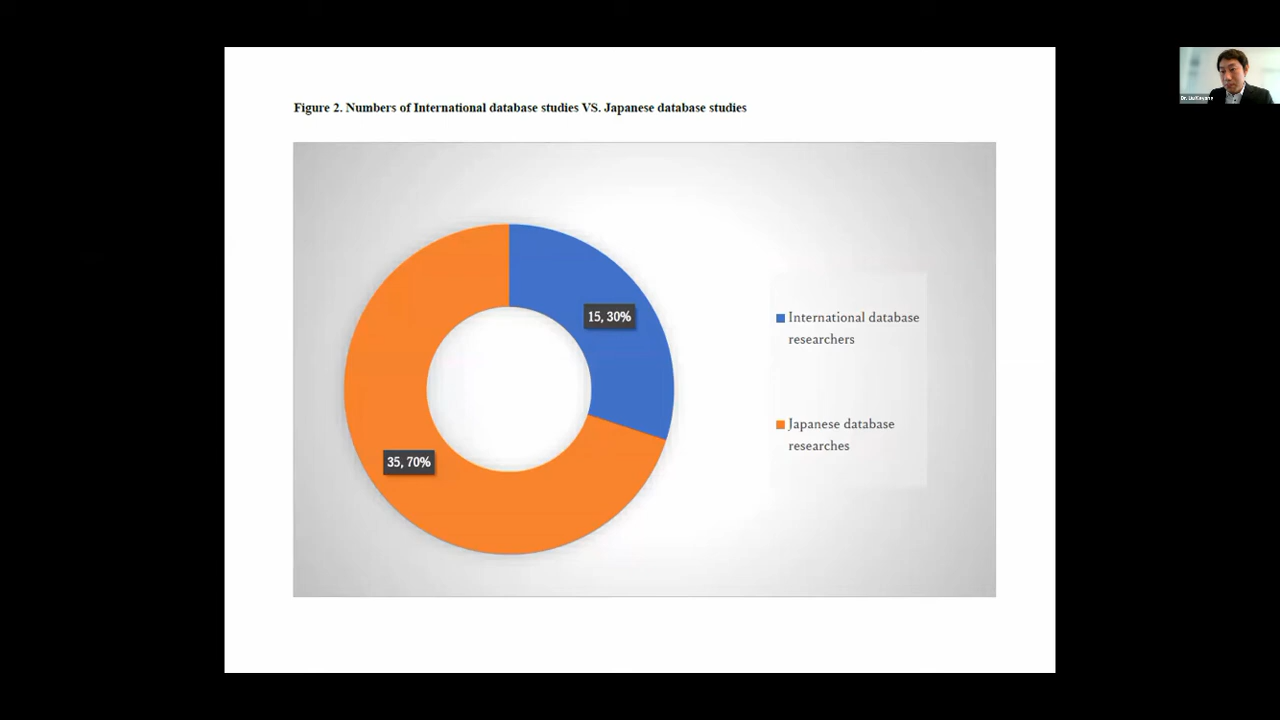 Figure 2. Numbers of International database studies VS. Japanese database studies
15, 30%
35, 70%
International database
researchers
Japanese database
researches